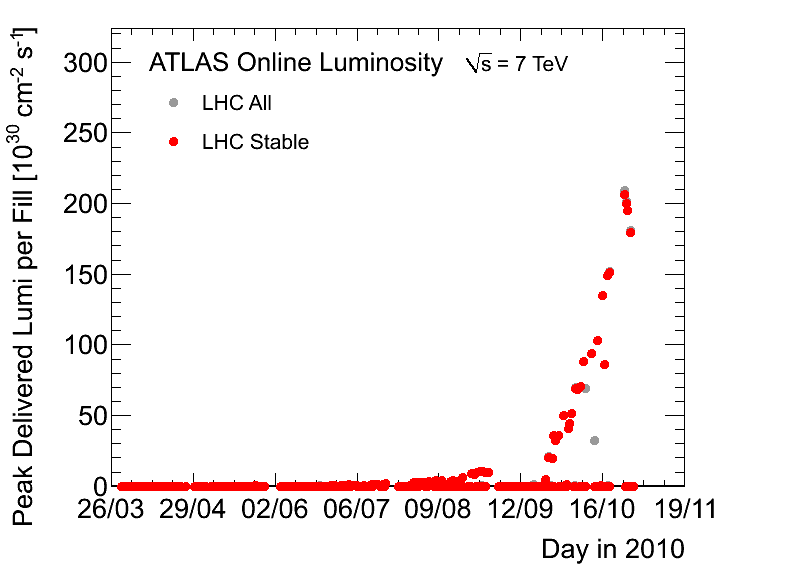 ATLAS Online Luminosity √s = 7 TeV
LHC All
LHC Stable
Peak Delivered Lumi per Fill [10³⁰ cm⁻² s⁻¹]
300
250
200
150
100
50
0
26/03 29/04 02/06 06/07 09/08 12/09 16/10 19/11
Day in 2010